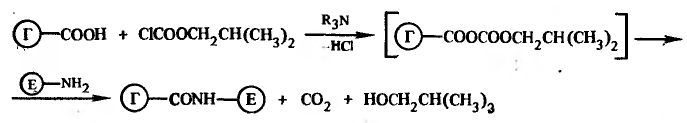 Г—COOH + ClCOOCH₂CH(CH₃)₂ R₃N -HCl [Г—COOCOOCH₂CH(CH₃)₂]
E—NH₂ Г—CONH—E + CO₂ + HOCH₂CH(CH₃)₃